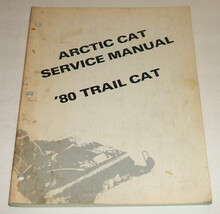 ARCTIC CAT
SERVICE MANUAL
'80 TRAIL CAT